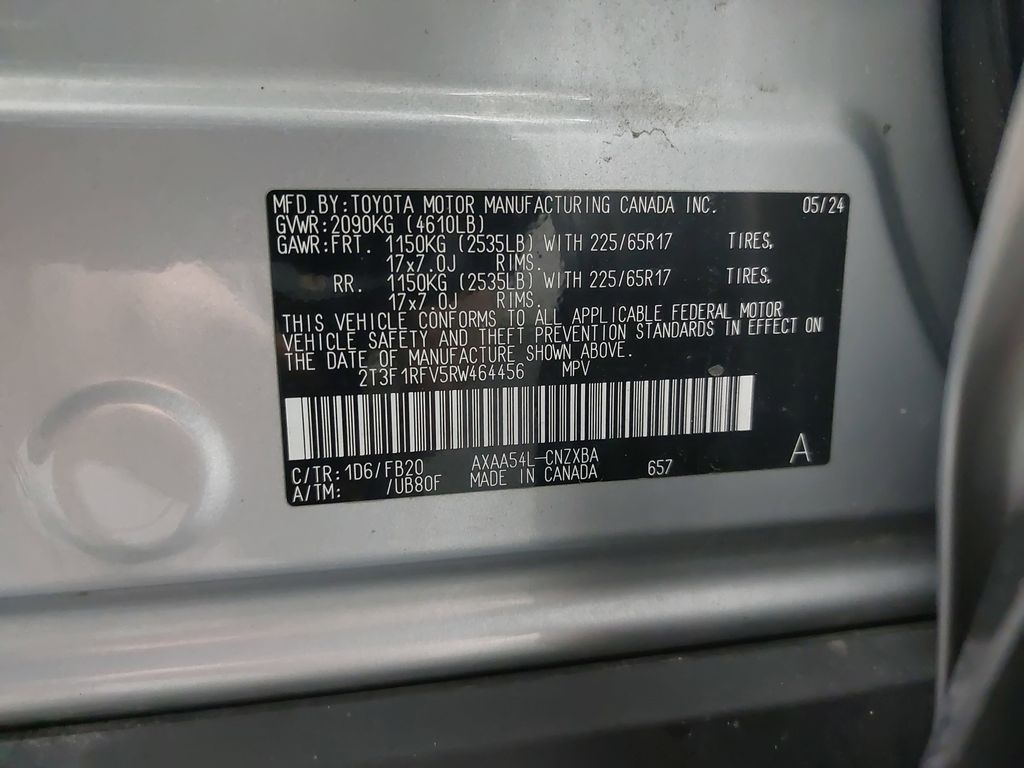 MFD.BY:TOYOTA MOTOR MANUFACTURING CANADA INC. 05/24
GVWR:2090KG (4610LB)
GAWR:FRT. 1150KG (2535LB) WITH 225/65R17 TIRES,
17x7.0J RIMS.
RR. 1150KG (2535LB) WITH 225/65R17 TIRES,
17x7.0J RIMS.
THIS VEHICLE CONFORMS TO ALL APPLICABLE FEDERAL MOTOR
VEHICLE SAFETY AND THEFT PREVENTION STANDARDS IN EFFECT ON
THE DATE OF MANUFACTURE SHOWN ABOVE.
2T3F1RFV5RW464456 MPV
C/TR: 1D6/FB20 AXAA54L-CNZXBA 657 A
A/TM: /UB80F MADE IN CANADA